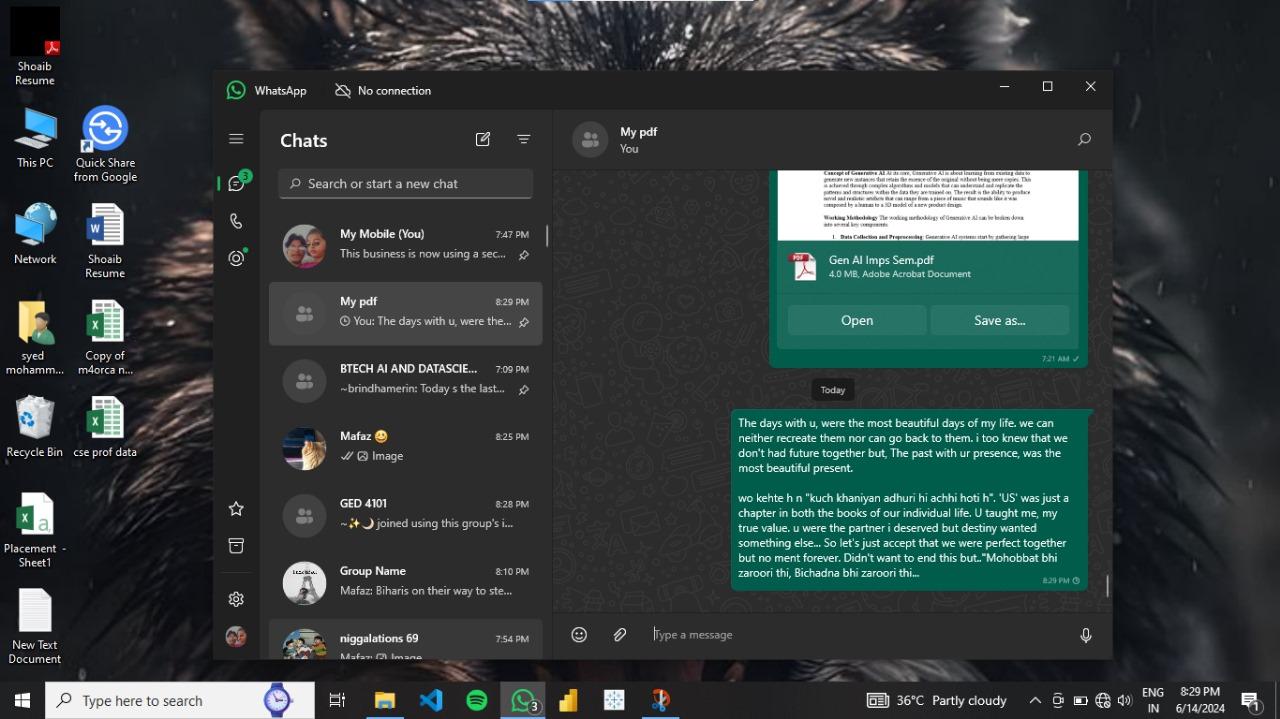 Shoaib
Resume
This PC
Quick Share
from Google
Network
Shoaib
Resume
syed
mohamm...
Copy of
m4orca n...
Recycle Bin
cse prof data
Placement -
Sheet1
New Text
Document
WhatsApp
No connection
3
Chats
Search or start a new chat
My Mobile (You)
7:47 PM
This business is now using a sec...
My pdf
8:29 PM
You: The days with u, were the...
BTCH AI AND DATASCIE...
7:09 PM
~brindhamerin: Today s the last...
Mafaz 😀
8:25 PM
Image
GED 4101
8:28 PM
~✨🌙 joined using this group's i...
Group Name
8:10 PM
Mafaz: Biharis on their way to ste...
niggalations 69
7:54 PM
Mafaz: Image
My pdf
You
Concept of Generative AI At its core, Generative AI is about learning from existing data to
generate new instances that retain the essence of the original without being mere copies. This
is achieved through complex algorithms and models that can understand and replicate the
patterns and structures within the data they are trained on. The result is the ability to produce
novel and realistic artifacts that can range from a piece of music that sounds like it was
composed by a human to a 3D model of a new product design.
Working Methodology The working methodology of Generative AI can be broken down
into several key components:
1. Data Collection and Preprocessing: Generative AI systems start by gathering large
PDF
Gen AI Imps Sem.pdf
4.0 MB, Adobe Acrobat Document
Open
Save as...
7:21 AM
Today
The days with u, were the most beautiful days of my life. we can
neither recreate them nor can go back to them. i too knew that we
don't had future together but, The past with ur presence, was the
most beautiful present.
wo kehte h n "kuch khaniyan adhuri hi achhi hoti h". 'US' was just a
chapter in both the books of our individual life. U taught me, my
true value. u were the partner i deserved but destiny wanted
something else... So let's just accept that we were perfect together
but no ment forever. Didn't want to end this but.."Mohobbat bhi
zaroori thi, Bichadna bhi zaroori thi...
8:29 PM
Type a message
Type here to search
3
36°C Partly cloudy
ENG
IN
8:29 PM
6/14/2024
1